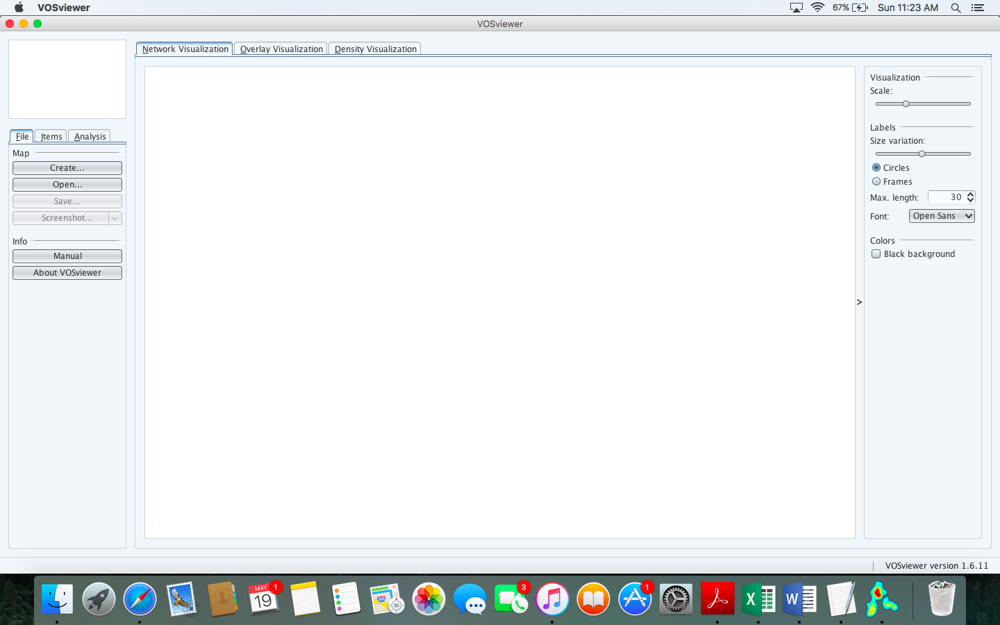 VOSviewer
67%
Sun 11:23 AM
VOSviewer
Network Visualization
Overlay Visualization
Density Visualization
File
Items
Analysis
Map
Create...
Open...
Save...
Screenshot...
Info
Manual
About VOSviewer
Visualization
Scale:
Labels
Size variation:
Circles
Frames
Max. length: 30
Font: Open Sans
Colors
Black background
>
VOSviewer version 1.6.11
MAY
19
1
3D
3
1
X
W